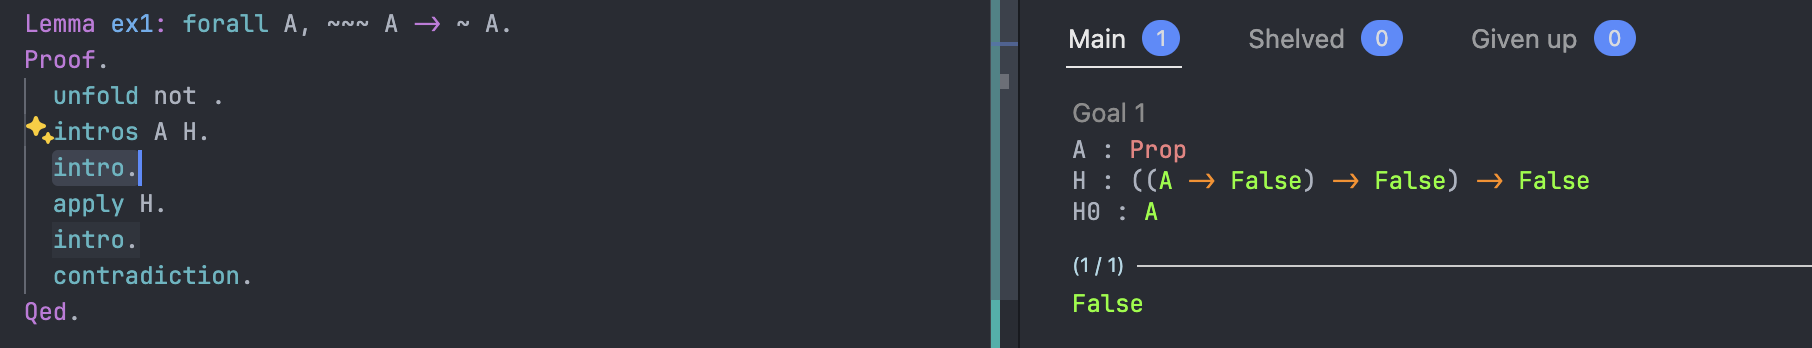 Lemma ex1: forall A, ~~~ A -> ~ A.
Proof.
unfold not .
intros A H.
intro.
apply H.
intro.
contradiction.
Qed.
Main 1 Shelved 0 Given up 0
Goal 1
A : Prop
H : ((A -> False) -> False) -> False
H0 : A
(1 / 1)
False